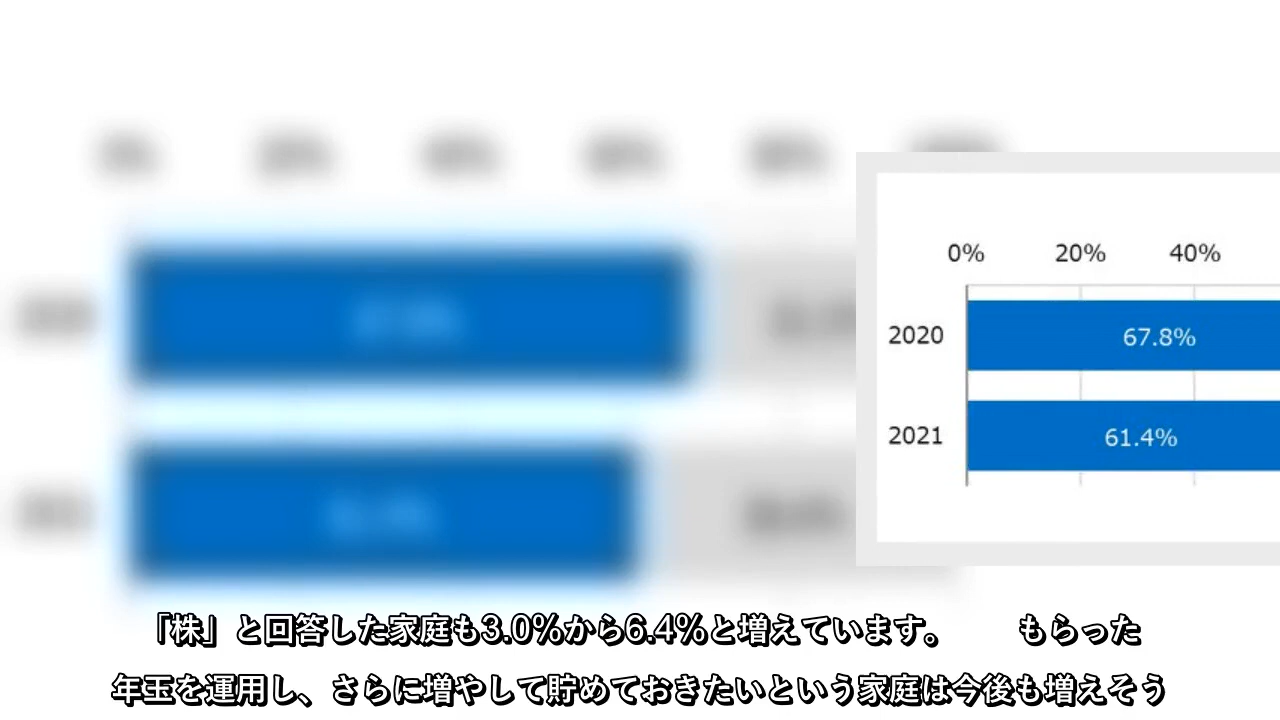 0% 20% 40%
2020 67.8%
2021 61.4%
「株」と回答した家庭も3.0%から6.4%と増えています。　もらった
年玉を運用し、さらに増やして貯めておきたいという家庭は今後も増えそう